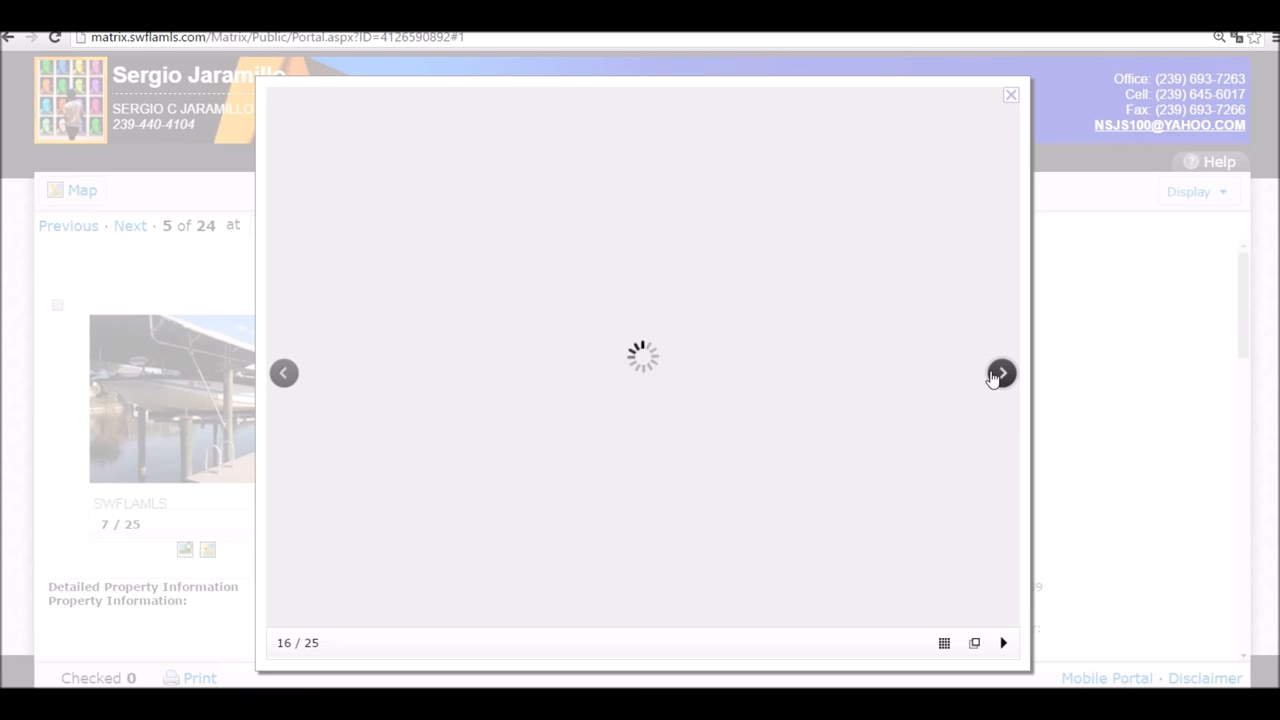 matrix.swflamls.com/Matrix/Public/Portal.aspx?ID=4126590892#1
Sergio Jaramillo
SERGIO C JARAMILLO
239-440-4104
Office: (239) 693-7263
Cell: (239) 645-6017
Fax: (239) 693-7266
NSJS100@YAHOO.COM
? Help
Map
Display
Previous · Next · 5 of 24 at
SWFLAMLS
7 / 25
Detailed Property Information
Property Information:
16 / 25
Checked 0 Print
Mobile Portal · Disclaimer